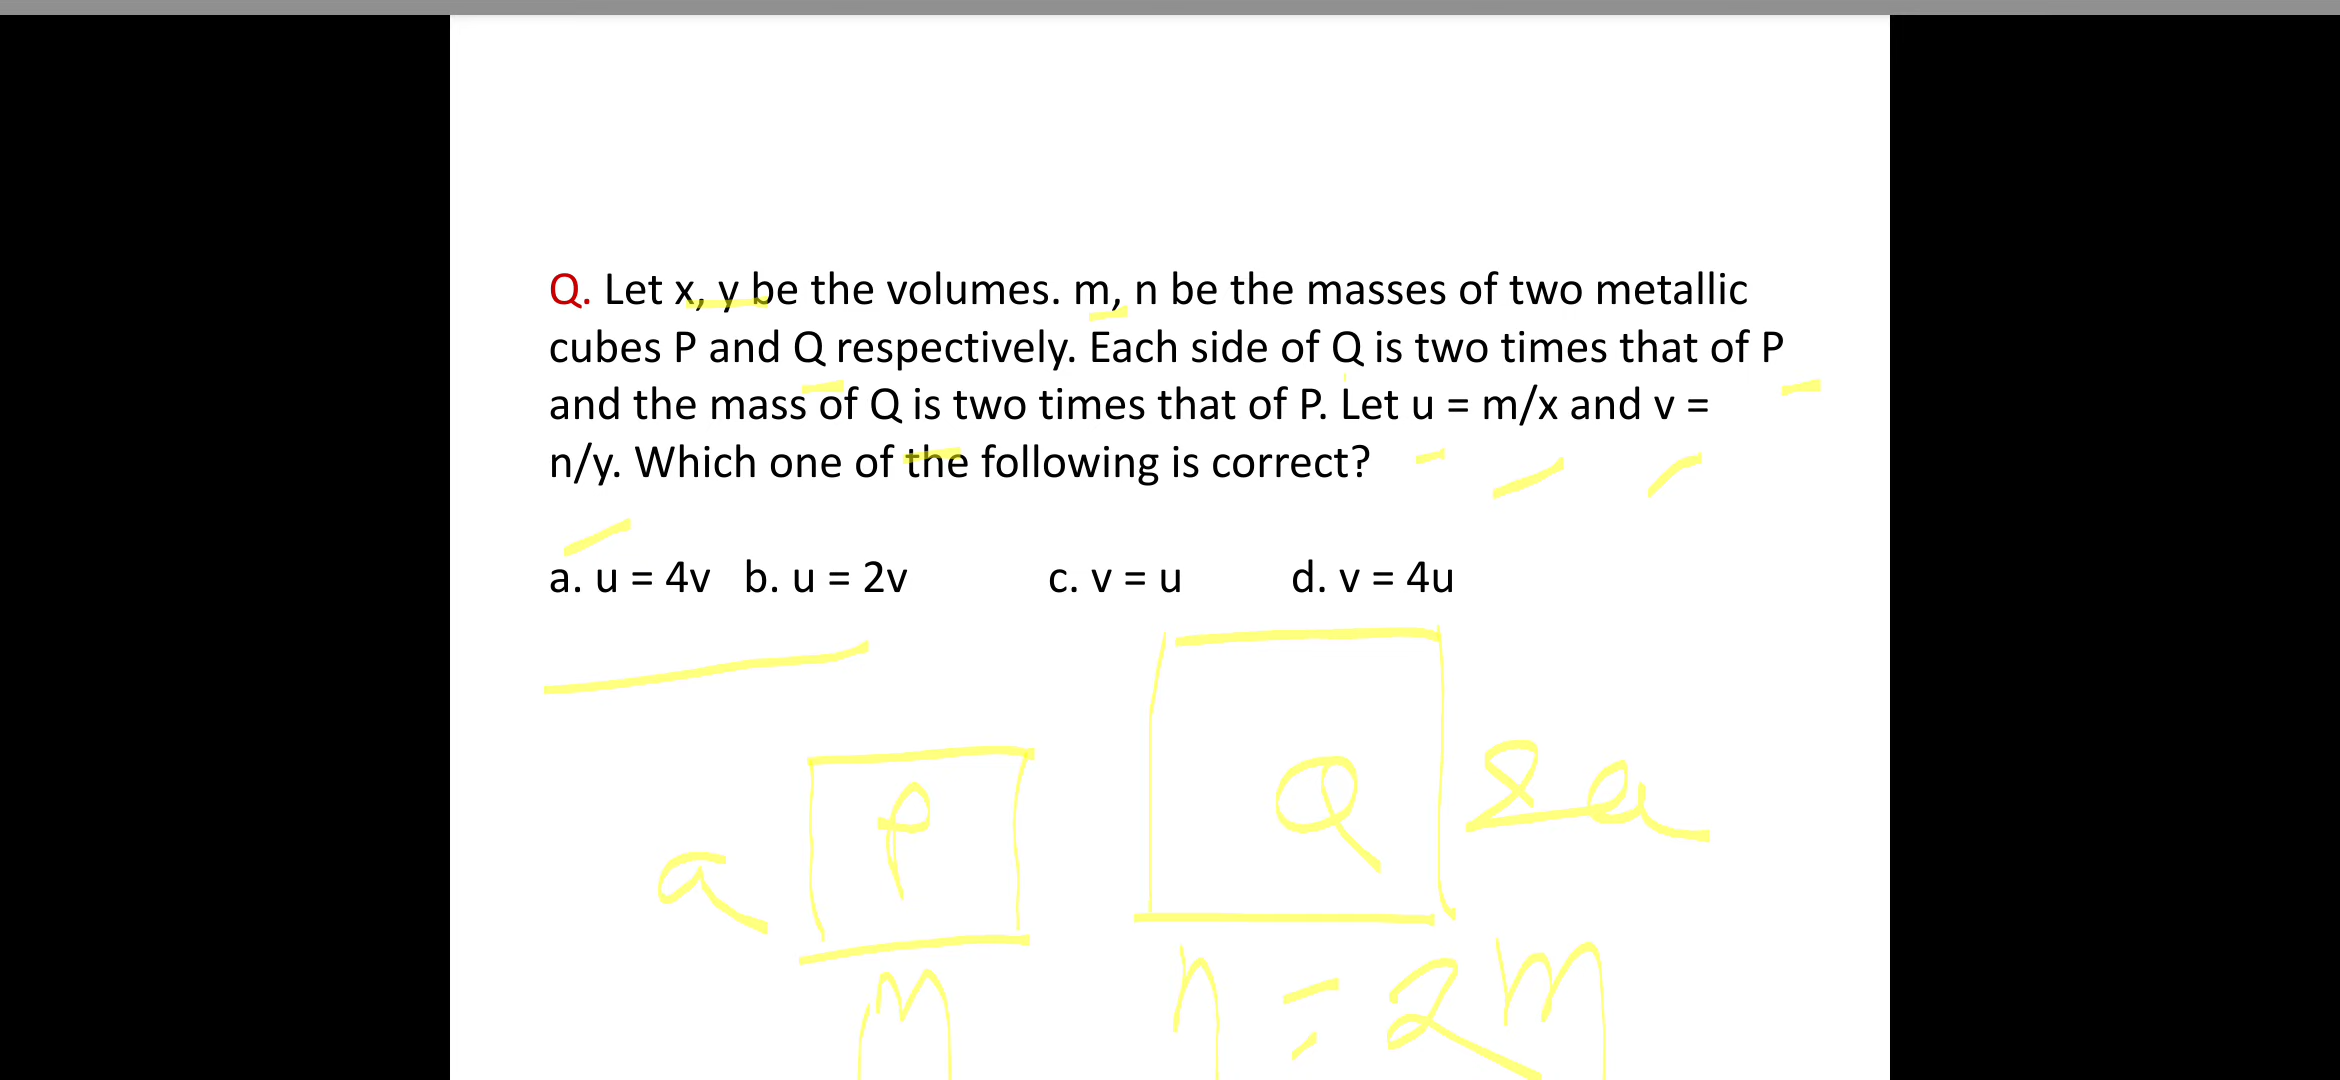 Q. Let x, y be the volumes. m, n be the masses of two metallic
cubes P and Q respectively. Each side of Q is two times that of P
and the mass of Q is two times that of P. Let u = m/x and v =
n/y. Which one of the following is correct?
a. u = 4v b. u = 2v c. v = u d. v = 4u
P
Q
a
2a
m
n = 2m